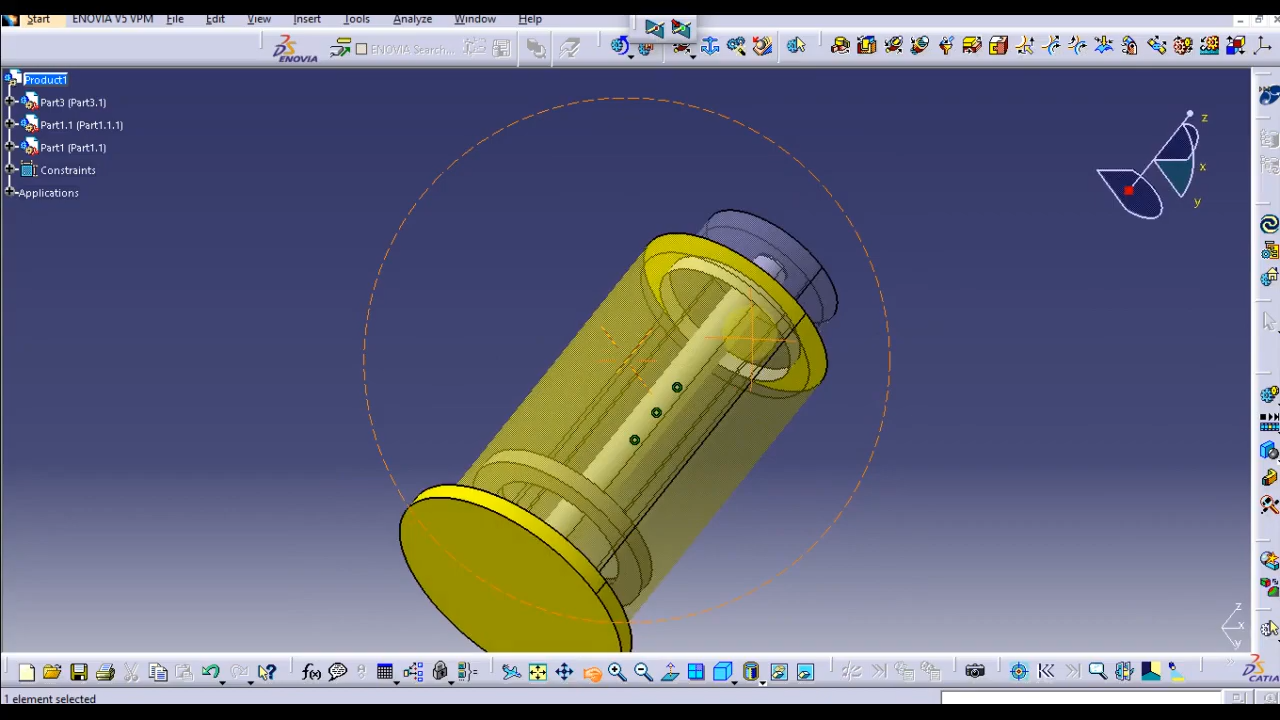 Start ENOVIA V5 VPM File Edit View Insert Tools Analyze Window Help
ENOVIA
ENOVIA Search...
Product1
Part3 (Part3.1)
Part1.1 (Part1.1.1)
Part1 (Part1.1)
Constraints
Applications
z
x
y
z
x
y
f(x)
CATIA
1 element selected